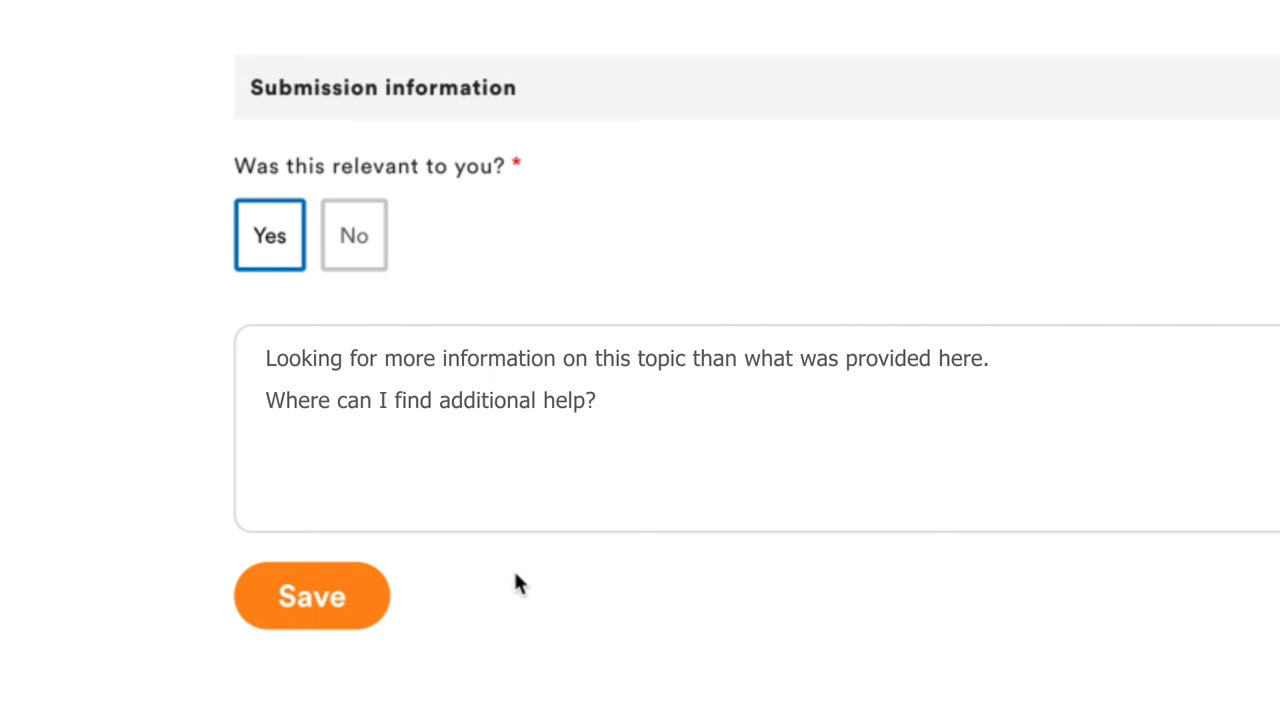 Submission information
Was this relevant to you? *
Yes No
Looking for more information on this topic than what was provided here.
Where can I find additional help?
Save